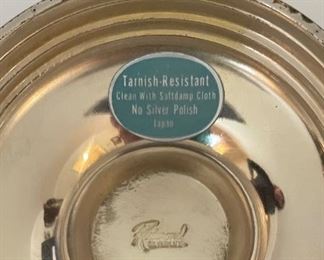 Tarnish-Resistant
Clean With Soft damp Cloth
No Silver Polish
Japan